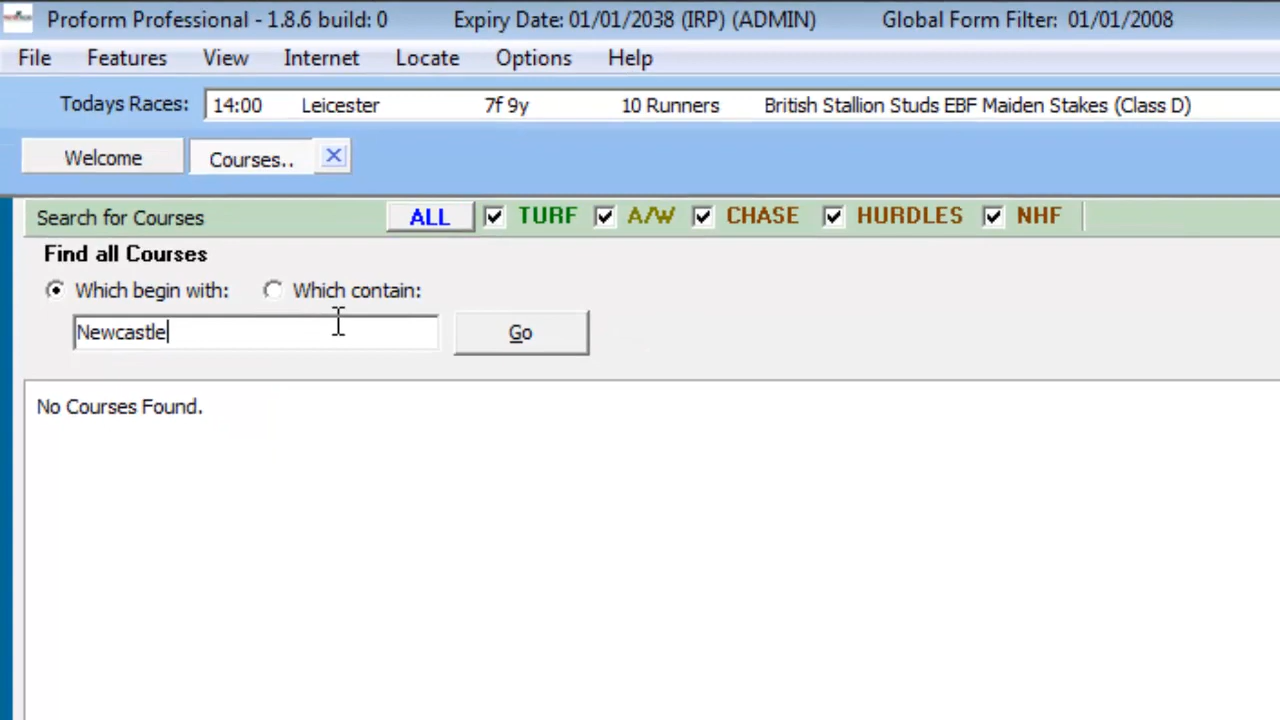 Proform Professional - 1.8.6 build: 0 Expiry Date: 01/01/2038 (IRP) (ADMIN) Global Form Filter: 01/01/2008
File Features View Internet Locate Options Help
Todays Races: 14:00 Leicester 7f 9y 10 Runners British Stallion Studs EBF Maiden Stakes (Class D)
Welcome Courses..
Search for Courses ALL TURF A/W CHASE HURDLES NHF
Find all Courses
Which begin with: Which contain:
Newcastle Go
No Courses Found.